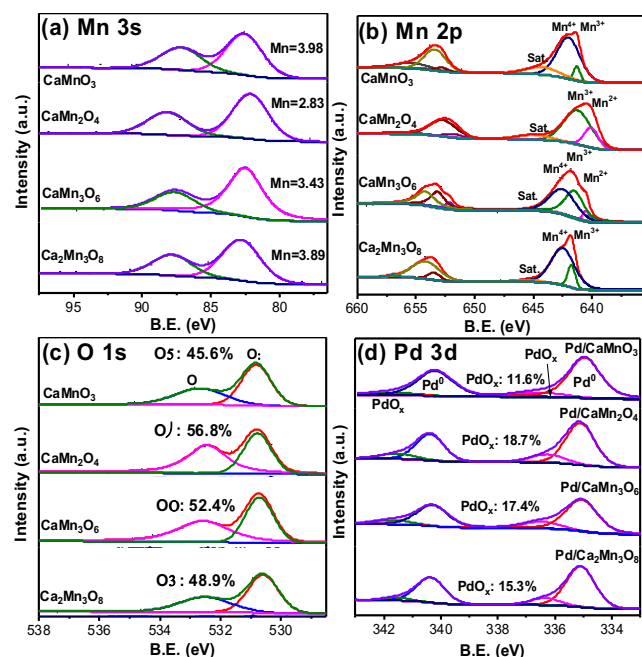 (a) Mn 3s
Mn=3.98
CaMnO3
Mn=2.83
CaMn2O4
Mn=3.43
CaMn3O6
Mn=3.89
Ca2Mn3O8
Intensity (a.u.)
95 90 85 80
B.E. (eV)
(b) Mn 2p
Mn4+ Mn3+
Sat.
CaMnO3
Mn3+
Mn2+
CaMn2O4
Sat.
Mn3+
Mn4+
Mn2+
CaMn3O6
Sat.
Mn4+ Mn3+
Ca2Mn3O8
Sat.
Intensity (a.u.)
660 655 650 645 640
B.E. (eV)
(c) O 1s
O5 : 45.6%
O O:
CaMnO3
O/ : 56.8%
CaMn2O4
OO: 52.4%
CaMn3O6
O3 : 48.9%
Ca2Mn3O8
Intensity (a.u.)
538 536 534 532 530
B.E. (eV)
(d) Pd 3d
Pd/CaMnO3
PdOx
PdOx: 11.6%
Pd0
Pd0
PdOx
Pd/CaMn2O4
PdOx: 18.7%
Pd/CaMn3O6
PdOx: 17.4%
Pd/Ca2Mn3O8
PdOx: 15.3%
Intensity (a.u.)
342 340 338 336 334
B.E. (eV)